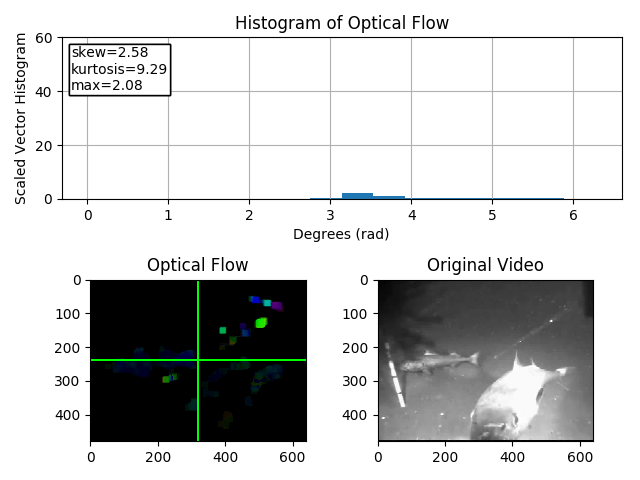 Histogram of Optical Flow
Scaled Vector Histogram
60
40
20
0
skew=2.58
kurtosis=9.29
max=2.08
0 1 2 3 4 5 6
Degrees (rad)
Optical Flow
0
100
200
300
400
0 200 400 600
Original Video
0
100
200
300
400
0 200 400 600